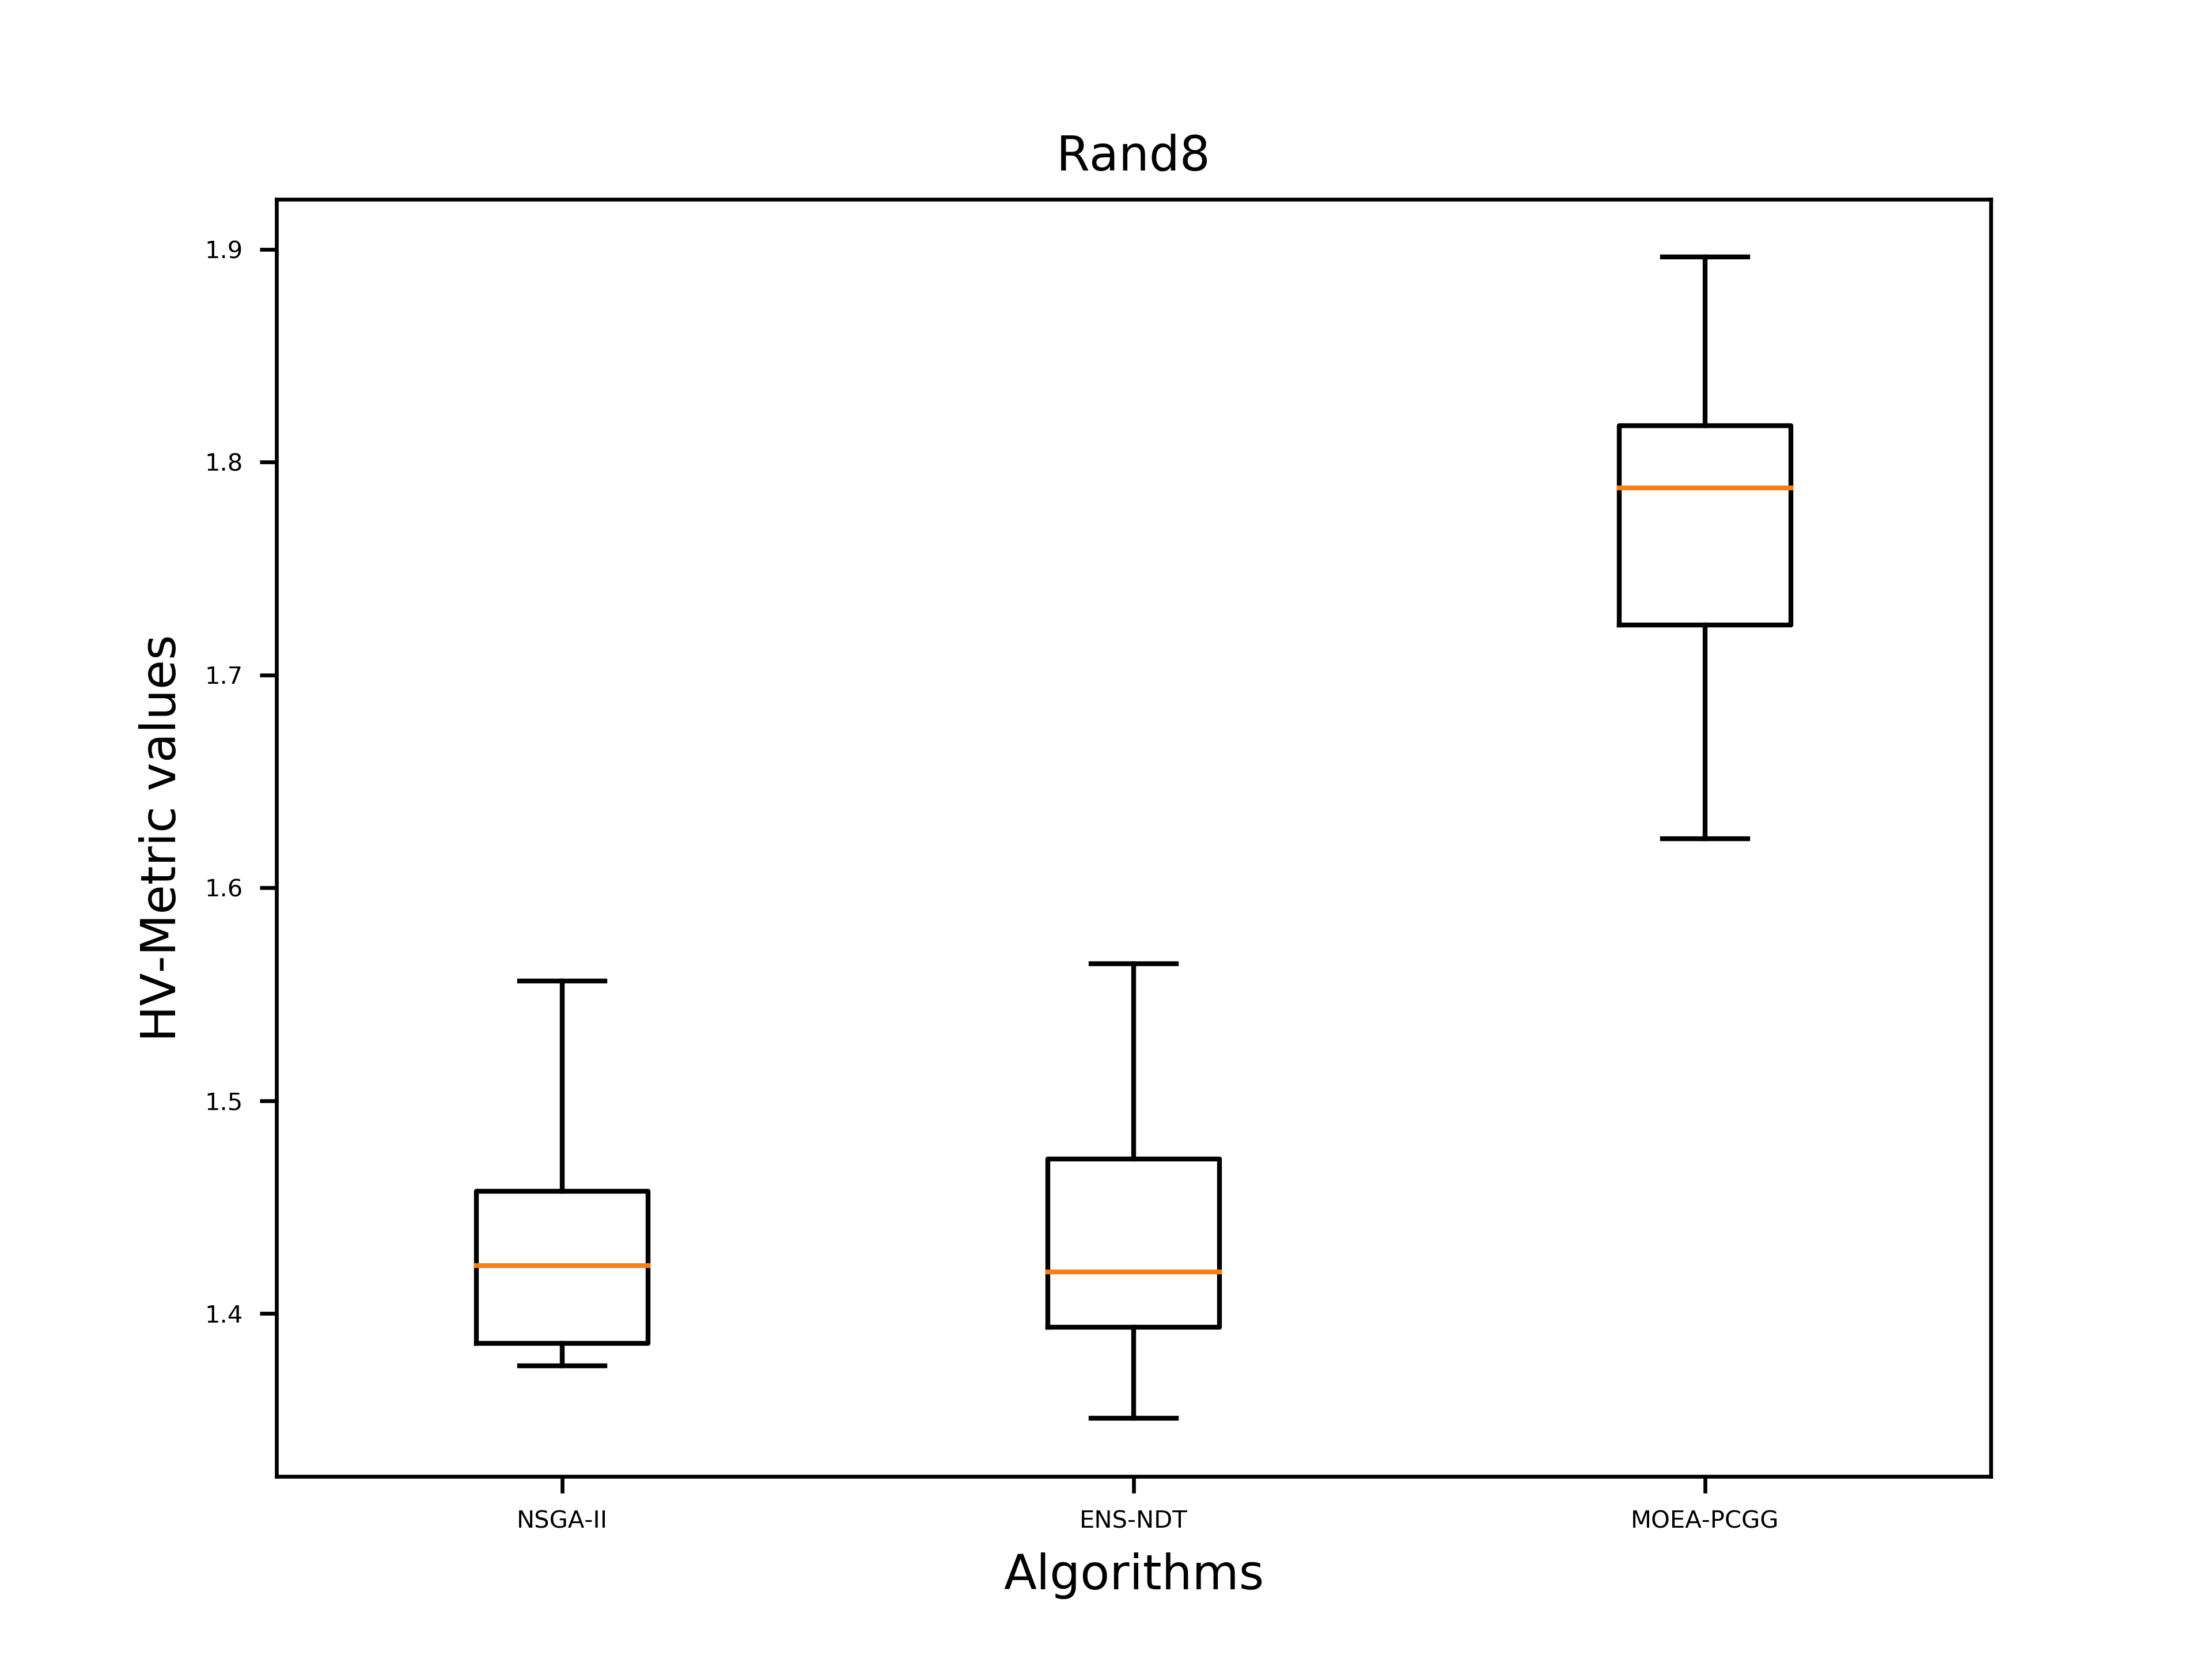 Rand8
HV-Metric values
1.9
1.8
1.7
1.6
1.5
1.4
NSGA-II
ENS-NDT
MOEA-PCGG
Algorithms